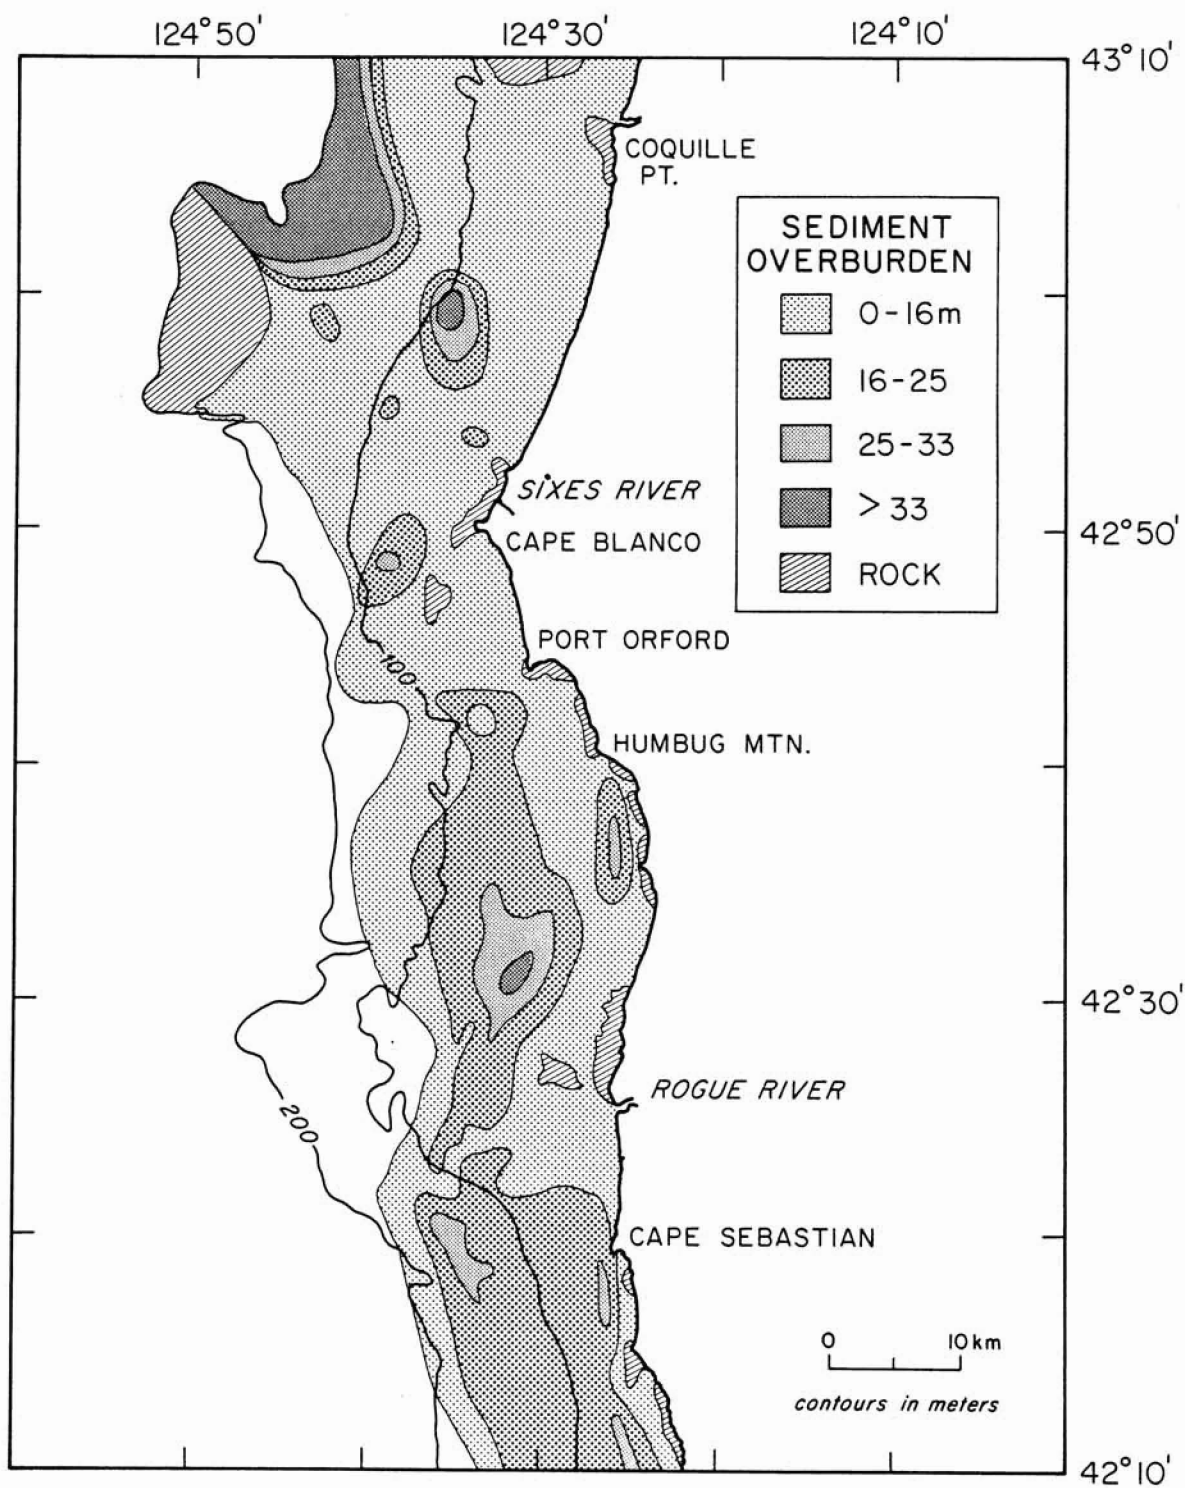 124°50' 124°30' 124°10'
43°10'
COQUILLE
PT.
SEDIMENT
OVERBURDEN
0-16m
16-25
25-33
>33
ROCK
SIXES RIVER
CAPE BLANCO
42°50'
PORT ORFORD
100
HUMBUG MTN.
42°30'
ROGUE RIVER
200
CAPE SEBASTIAN
0 10 km
contours in meters
42°10'